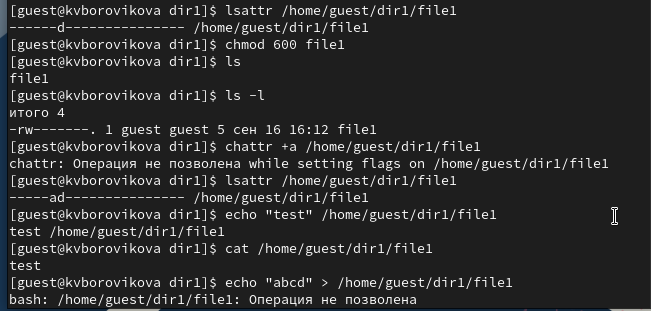 [guest@kvborovikova dir1]$ lsattr /home/guest/dir1/file1
------d--------------- /home/guest/dir1/file1
[guest@kvborovikova dir1]$ chmod 600 file1
[guest@kvborovikova dir1]$ ls
file1
[guest@kvborovikova dir1]$ ls -l
итого 4
-rw-------. 1 guest guest 5 сен 16 16:12 file1
[guest@kvborovikova dir1]$ chattr +a /home/guest/dir1/file1
chattr: Операция не позволена while setting flags on /home/guest/dir1/file1
[guest@kvborovikova dir1]$ lsattr /home/guest/dir1/file1
-----ad--------------- /home/guest/dir1/file1
[guest@kvborovikova dir1]$ echo "test" /home/guest/dir1/file1
test /home/guest/dir1/file1
[guest@kvborovikova dir1]$ cat /home/guest/dir1/file1
test
[guest@kvborovikova dir1]$ echo "abcd" > /home/guest/dir1/file1
bash: /home/guest/dir1/file1: Операция не позволена